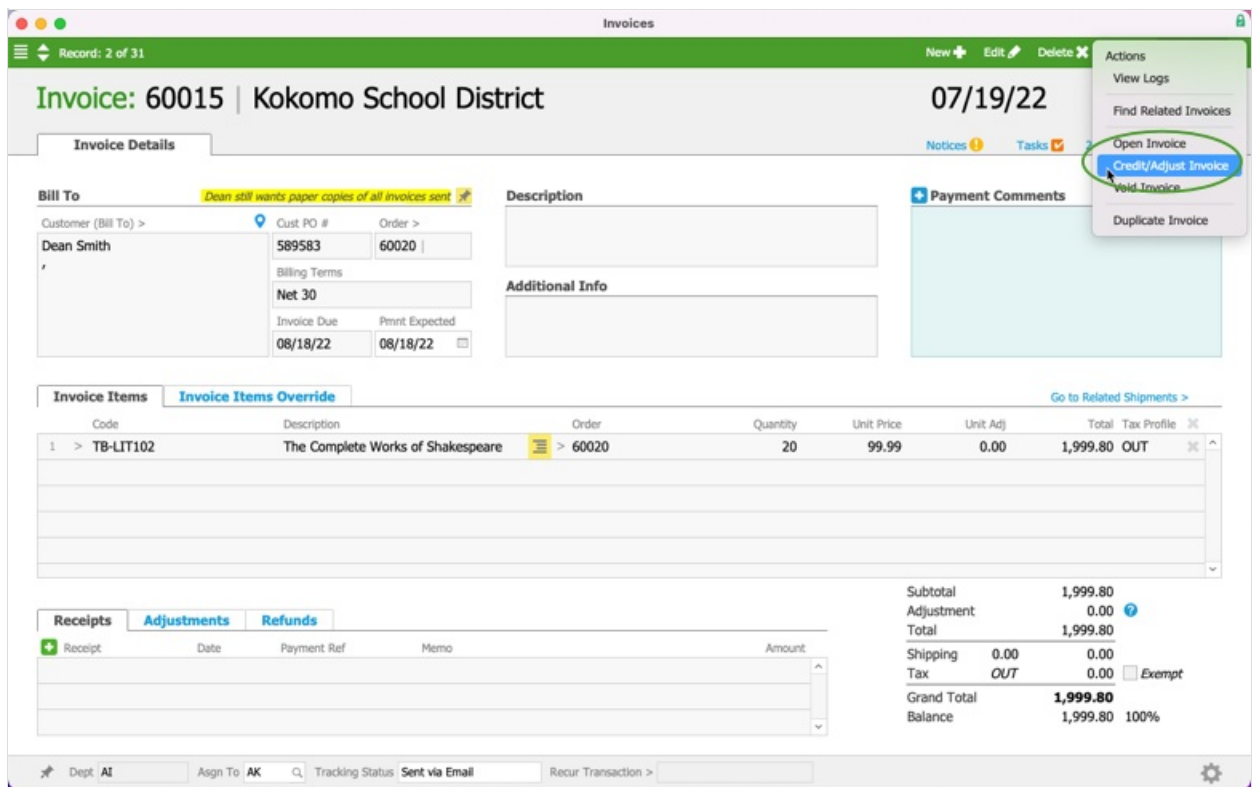 Invoices
Record: 2 of 31
New Edit Delete
Actions
View Logs
Find Related Invoices
Open Invoice
Credit/Adjust Invoice
Void Invoice
Duplicate Invoice
Invoice: 60015 | Kokomo School District 07/19/22
Invoice Details
Notices Tasks 2
Bill To Dean still wants paper copies of all invoices sent
Customer (Bill To) > Cust PO # Order >
Dean Smith 589583 60020
,
Billing Terms
Net 30
Invoice Due Pmnt Expected
08/18/22 08/18/22
Description
Additional Info
Payment Comments
Invoice Items Invoice Items Override Go to Related Shipments >
Code Description Order Quantity Unit Price Unit Adj Total Tax Profile
1 > TB-LIT102 The Complete Works of Shakespeare > 60020 20 99.99 0.00 1,999.80 OUT
Receipts Adjustments Refunds
Receipt Date Payment Ref Memo Amount
Subtotal 1,999.80
Adjustment 0.00 ?
Total 1,999.80
Shipping 0.00 0.00
Tax OUT 0.00 Exempt
Grand Total 1,999.80
Balance 1,999.80 100%
Dept AI Asgn To AK Tracking Status Sent via Email Recur Transaction >